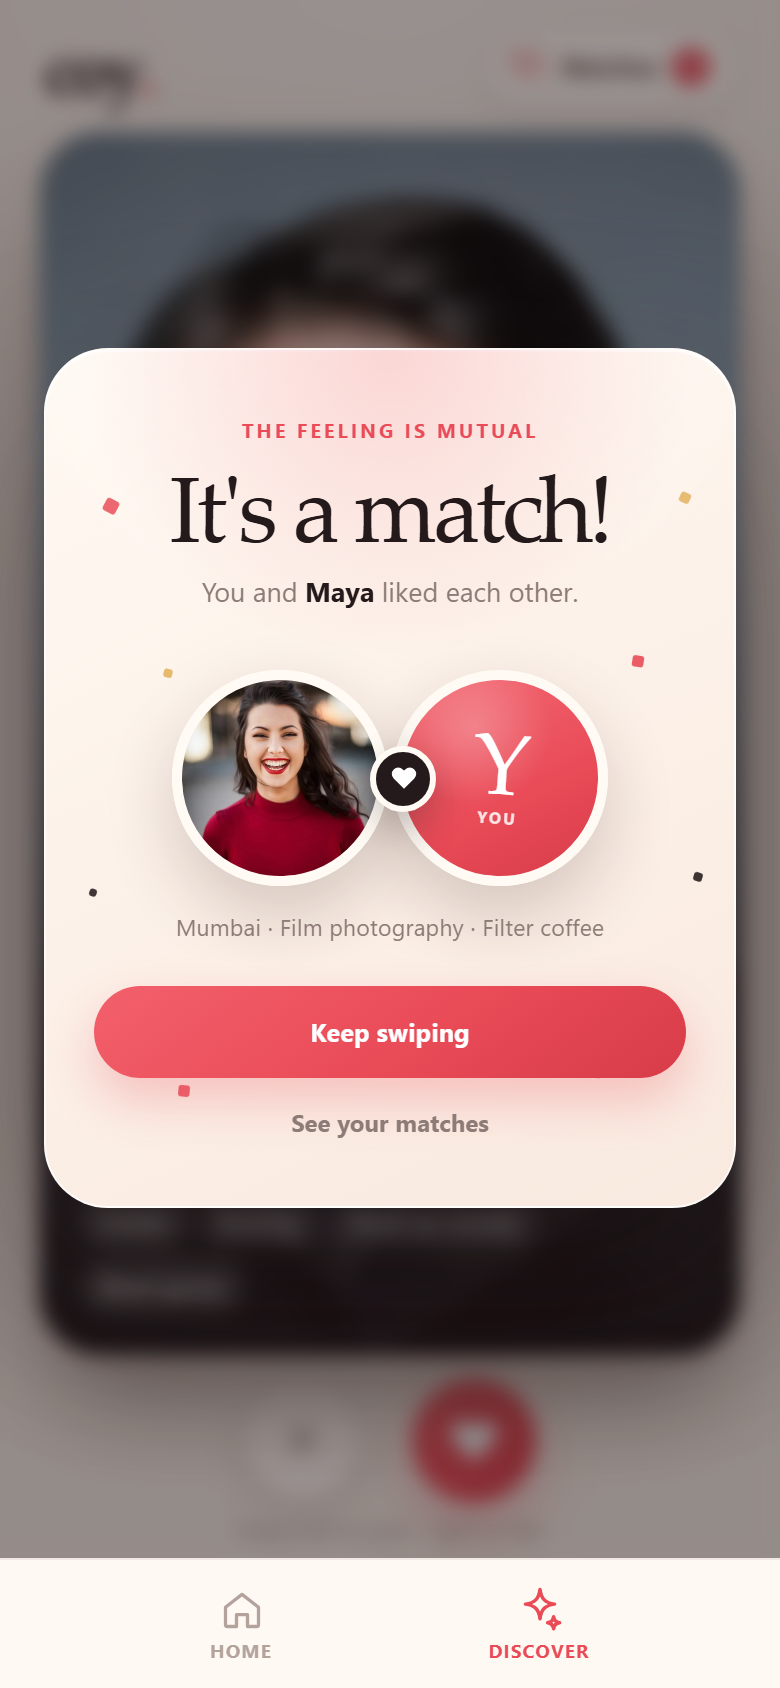 coy.
THE FEELING IS MUTUAL
It's a match!
You and Maya liked each other.
Y
YOU
Mumbai · Film photography · Filter coffee
Keep swiping
See your matches
HOME
DISCOVER